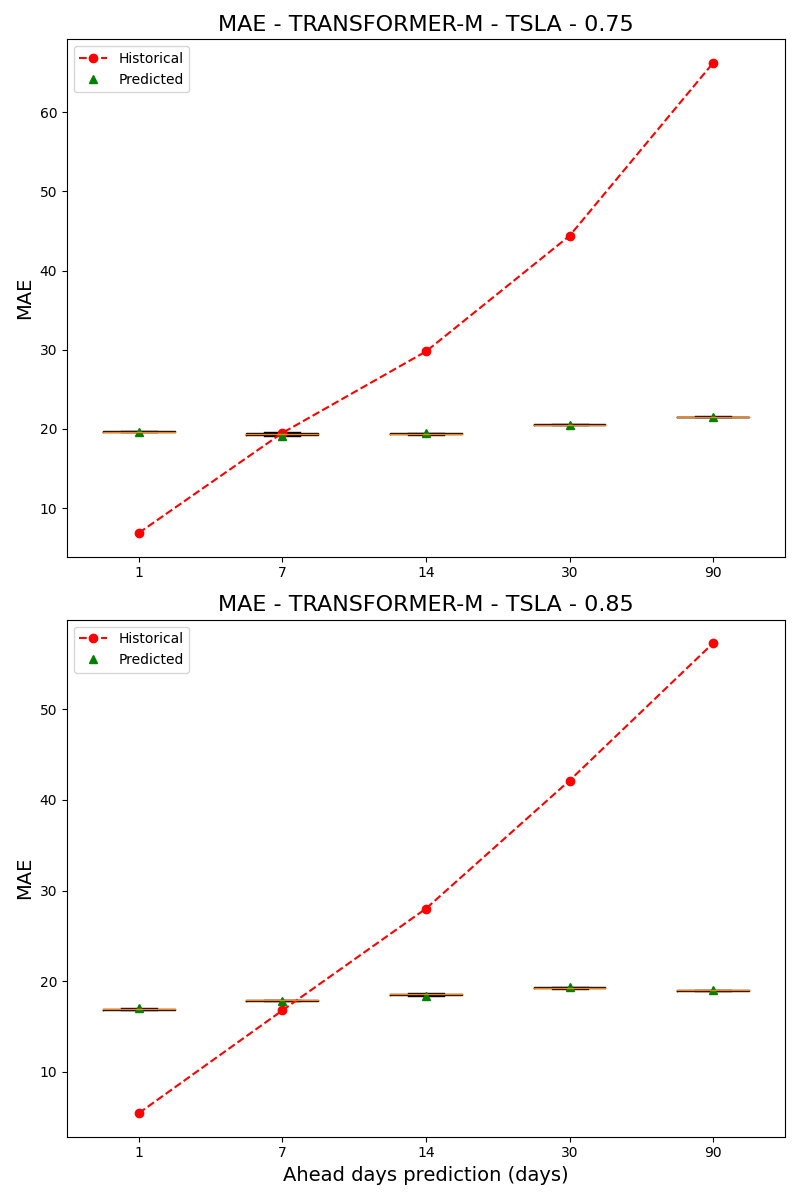 MAE - TRANSFORMER-M - TSLA - 0.75
Historical
Predicted
MAE
60
50
40
30
20
10
1 7 14 30 90
MAE - TRANSFORMER-M - TSLA - 0.85
Historical
Predicted
MAE
50
40
30
20
10
1 7 14 30 90
Ahead days prediction (days)